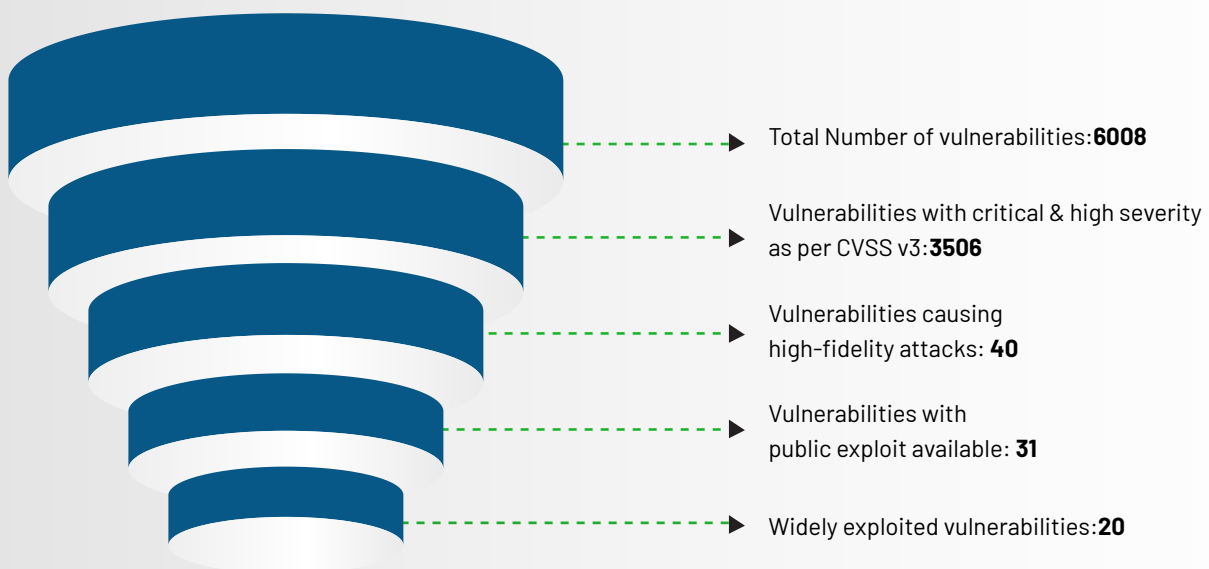 Total Number of vulnerabilities:6008
Vulnerabilities with critical & high severity
as per CVSS v3:3506
Vulnerabilities causing
high-fidelity attacks: 40
Vulnerabilities with
public exploit available: 31
Widely exploited vulnerabilities:20